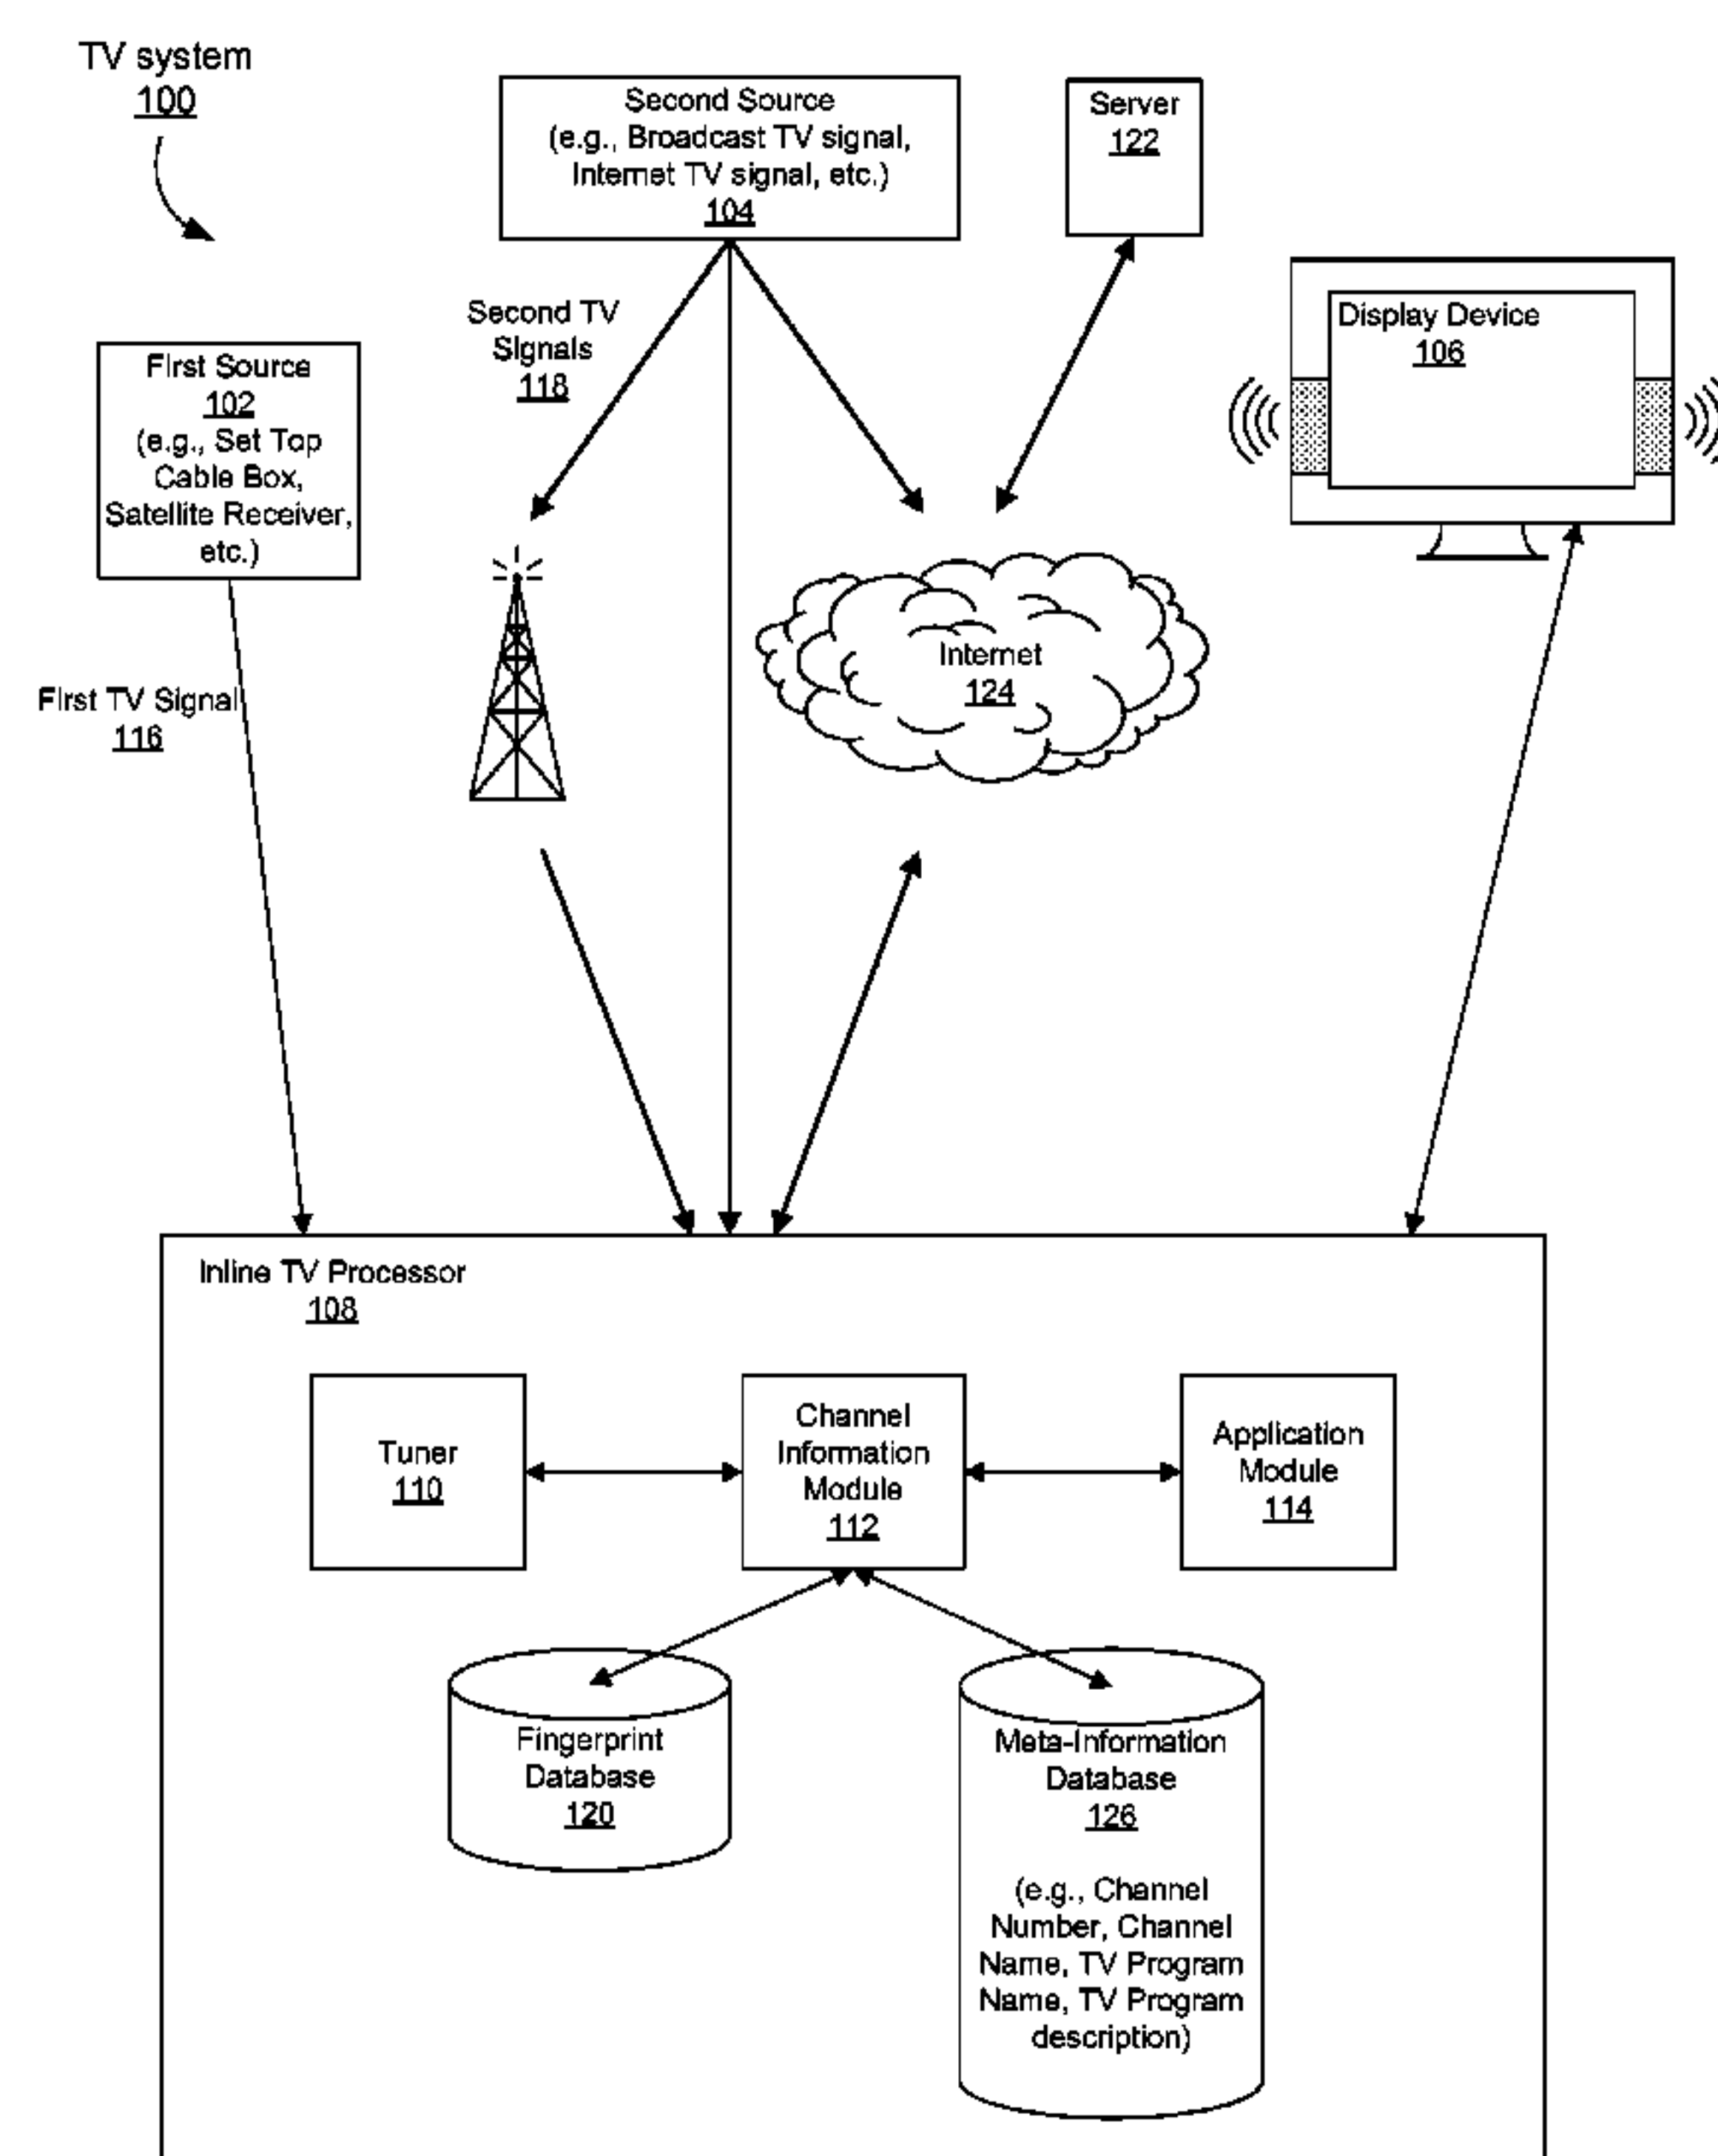 TV system
100
Second Source
(e.g., Broadcast TV signal,
Internet TV signal, etc.)
104
Server
122
Second TV
Signals
118
Display Device
106
First Source
102
(e.g., Set Top
Cable Box,
Satellite Receiver,
etc.)
Internet
124
First TV Signal
116
Inline TV Processor
108
Tuner
110
Channel
Information
Module
112
Application
Module
114
Fingerprint
Database
120
Meta-Information
Database
126
(e.g., Channel
Number, Channel
Name, TV Program
Name, TV Program
description)